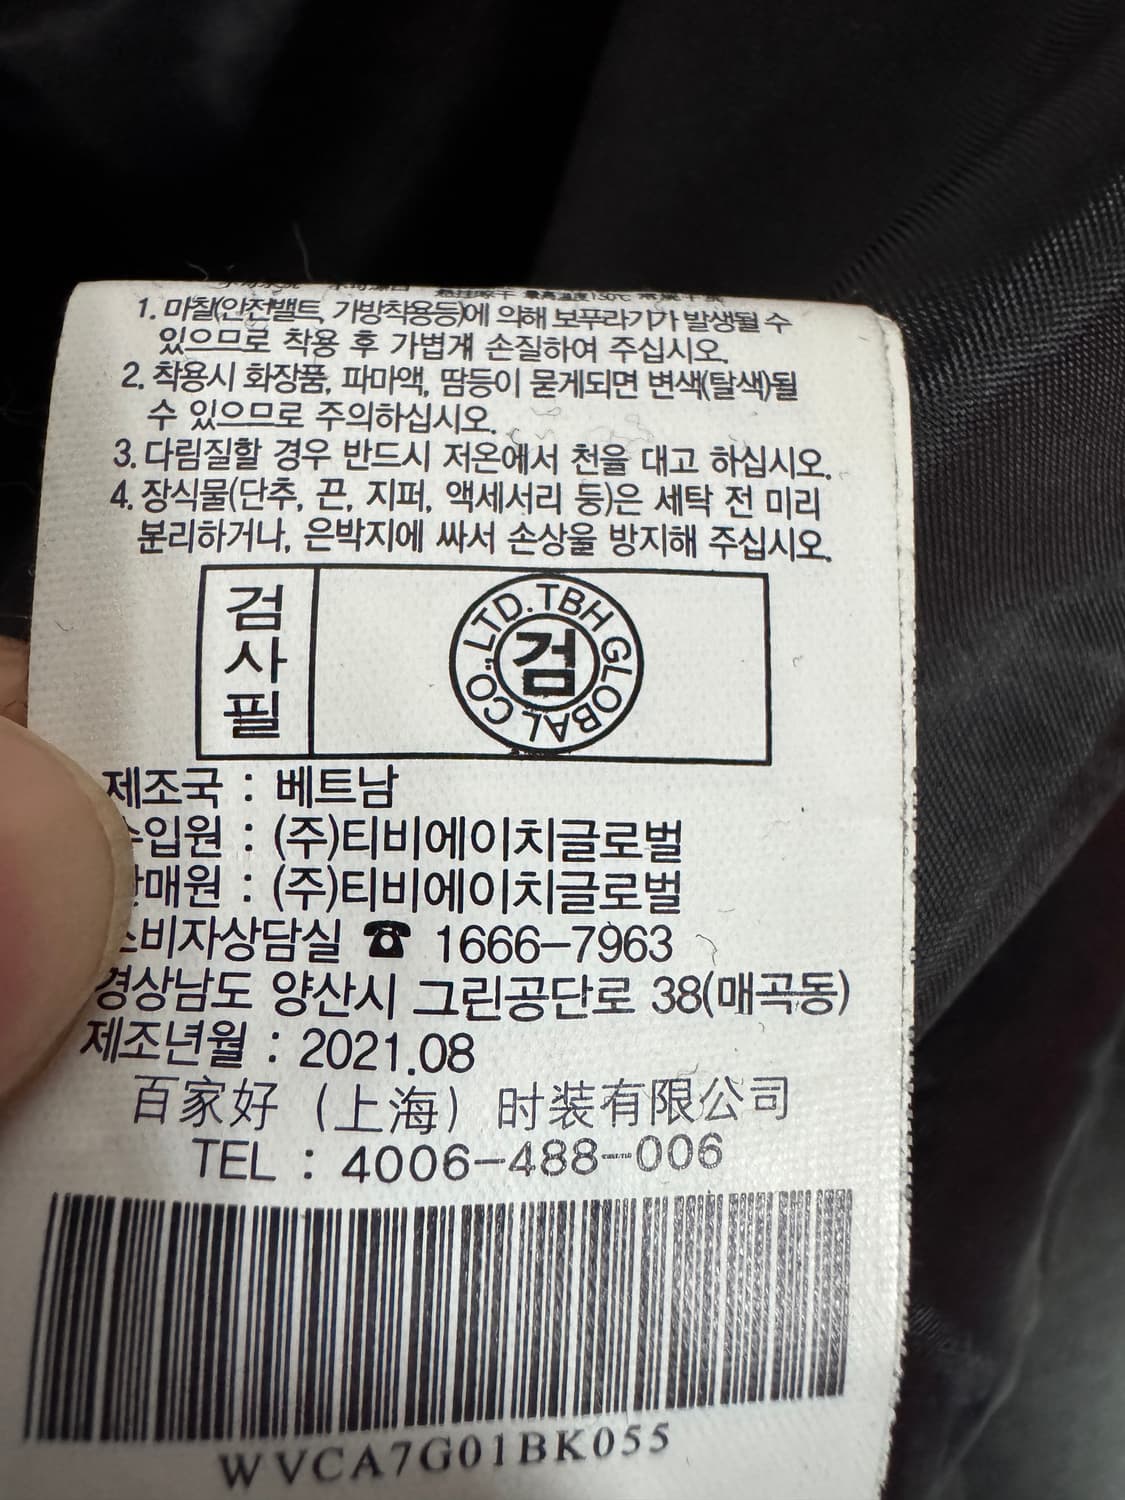 1. 마찰(안전밸트, 가방착용등)에 의해 보푸라기가 발생될 수
있으므로 착용 후 가볍게 손질하여 주십시오.
2. 착용시 화장품, 파마액, 땀등이 묻게되면 변색(탈색)될
수 있으므로 주의하십시오.
3. 다림질할 경우 반드시 저온에서 천을 대고 하십시오.
4. 장식물(단추, 끈, 지퍼, 액세서리 등)은 세탁 전 미리
분리하거나, 은박지에 싸서 손상을 방지해 주십시오.
검사필
TBH GLOBAL CO., LTD.
검
제조국 : 베트남
수입원 : (주)티비에이치글로벌
판매원 : (주)티비에이치글로벌
소비자상담실 ☎ 1666-7963
경상남도 양산시 그린공단로 38(매곡동)
제조년월 : 2021.08
百家好（上海）时装有限公司
TEL : 4006-488-006
WVCA7G01BK055